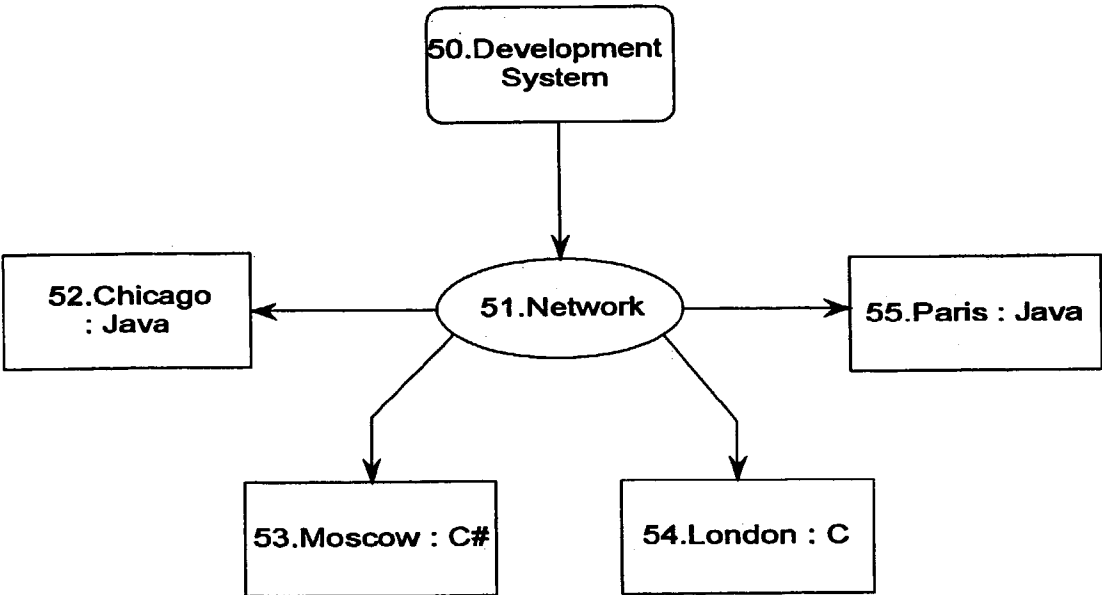 50.Development
System
52.Chicago
: Java
51.Network
55.Paris : Java
53.Moscow : C#
54.London : C